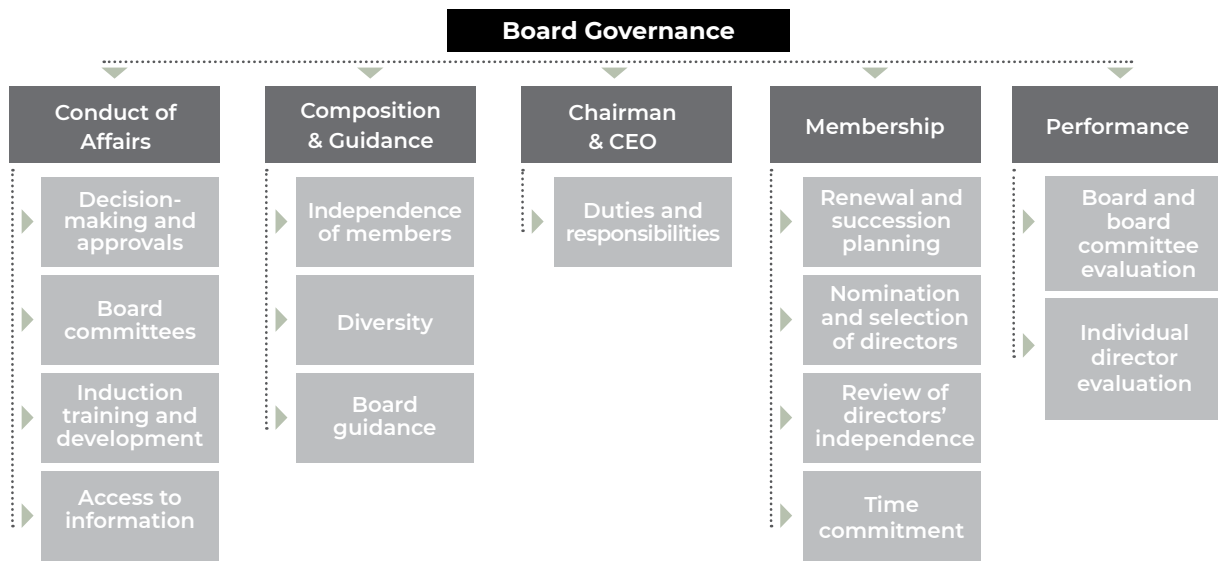 Board Governance
Conduct of
Affairs
Decision-
making and
approvals
Board
committees
Induction
training and
development
Access to
information
Composition
& Guidance
Independence
of members
Diversity
Board
guidance
Chairman
& CEO
Duties and
responsibilities
Membership
Renewal and
succession
planning
Nomination
and selection
of directors
Review of
directors’
independence
Time
commitment
Performance
Board and
board
committee
evaluation
Individual
director
evaluation